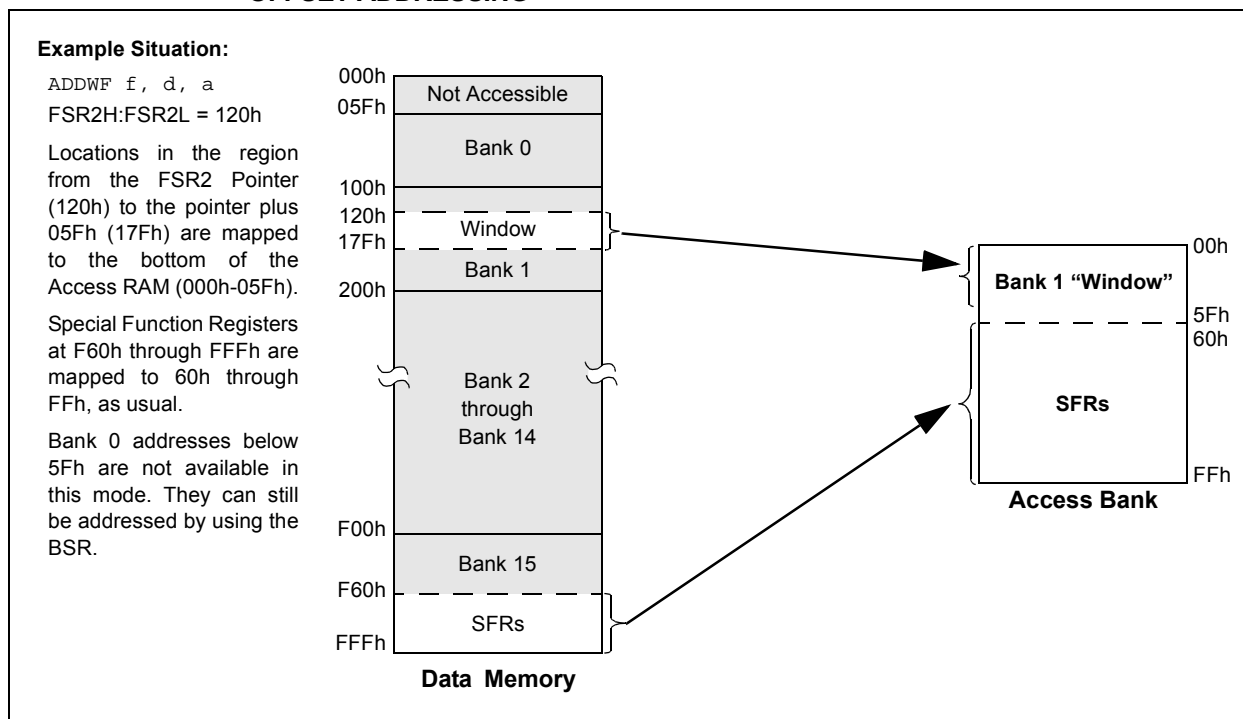 OFFSET ADDRESSING
Example Situation:
ADDWF f, d, a
FSR2H:FSR2L = 120h
Locations in the region
from the FSR2 Pointer
(120h) to the pointer plus
05Fh (17Fh) are mapped
to the bottom of the
Access RAM (000h-05Fh).
Special Function Registers
at F60h through FFFh are
mapped to 60h through
FFh, as usual.
Bank 0 addresses below
5Fh are not available in
this mode. They can still
be addressed by using the
BSR.
000h
Not Accessible
05Fh
Bank 0
100h
120h
Window
17Fh
Bank 1
200h
Bank 2
through
Bank 14
F00h
Bank 15
F60h
SFRs
FFFh
Data Memory
00h
Bank 1 “Window”
5Fh
60h
SFRs
FFh
Access Bank